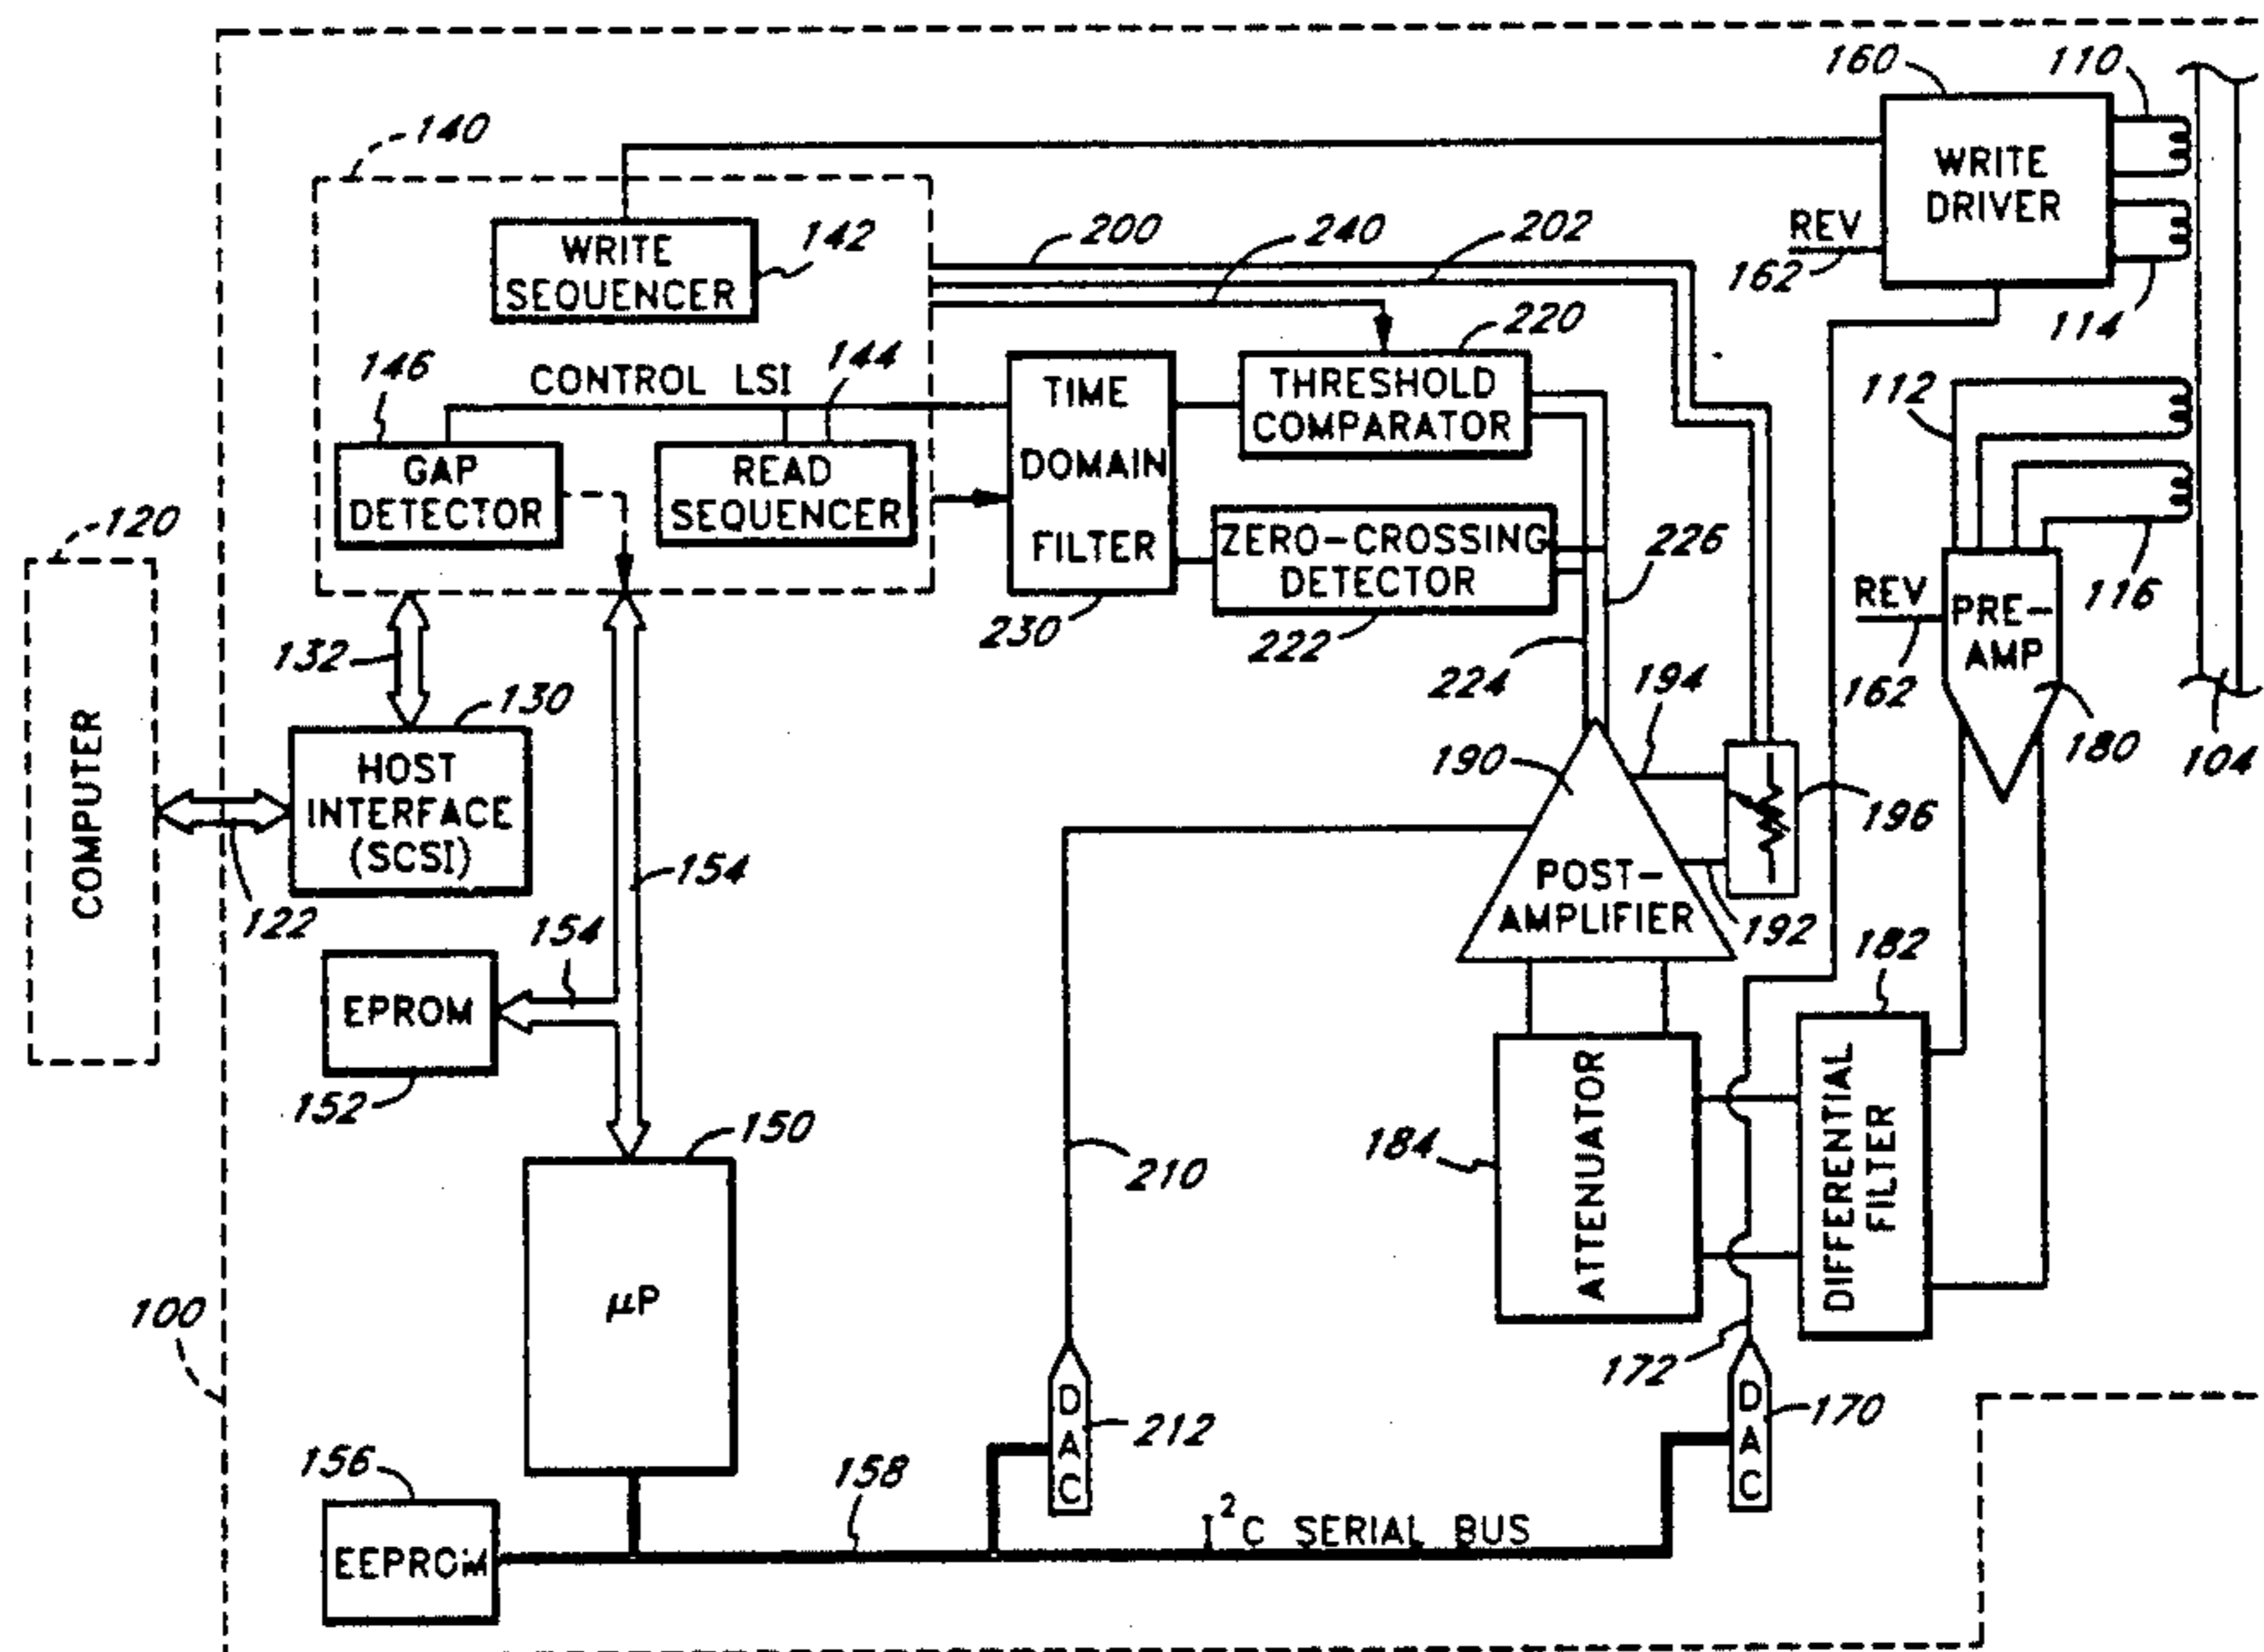 160
110
140
WRITE
DRIVER
WRITE
SEQUENCER
142
200
240
202
REV
162
114
220
146
CONTROL LSI
144
TIME
DOMAIN
FILTER
THRESHOLD
COMPARATOR
112
GAP
DETECTOR
READ
SEQUENCER
120
ZERO-CROSSING
DETECTOR
226
116
REV
162
PRE-
AMP
132
230
222
224
194
180
104
130
COMPUTER
HOST
INTERFACE
(SCSI)
190
196
154
POST-
AMPLIFIER
192
122
154
182
EPROM
152
150
184
ATTENUATOR
DIFFERENTIAL
FILTER
210
100
μP
172
DAC
212
DAC
170
156
158
I²C SERIAL BUS
EEPROM